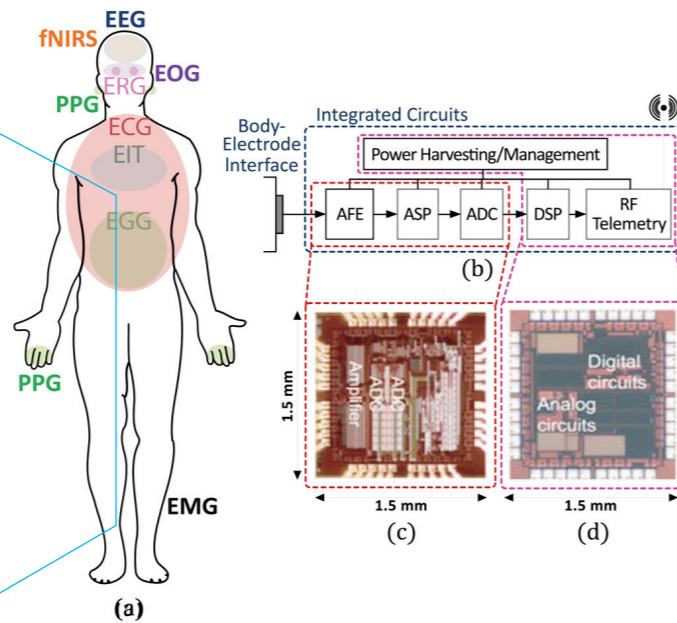 EEG
fNIRS
EOG
ERG
PPG
ECG
EIT
EGG
PPG
EMG
(a)
Body-
Electrode
Interface
Integrated Circuits
Power Harvesting/Management
AFE
ASP
ADC
DSP
RF
Telemetry
(b)
1.5 mm
Amplifier
ADC
ADC
1.5 mm
(c)
Digital
circuits
Analog
circuits
1.5 mm
(d)